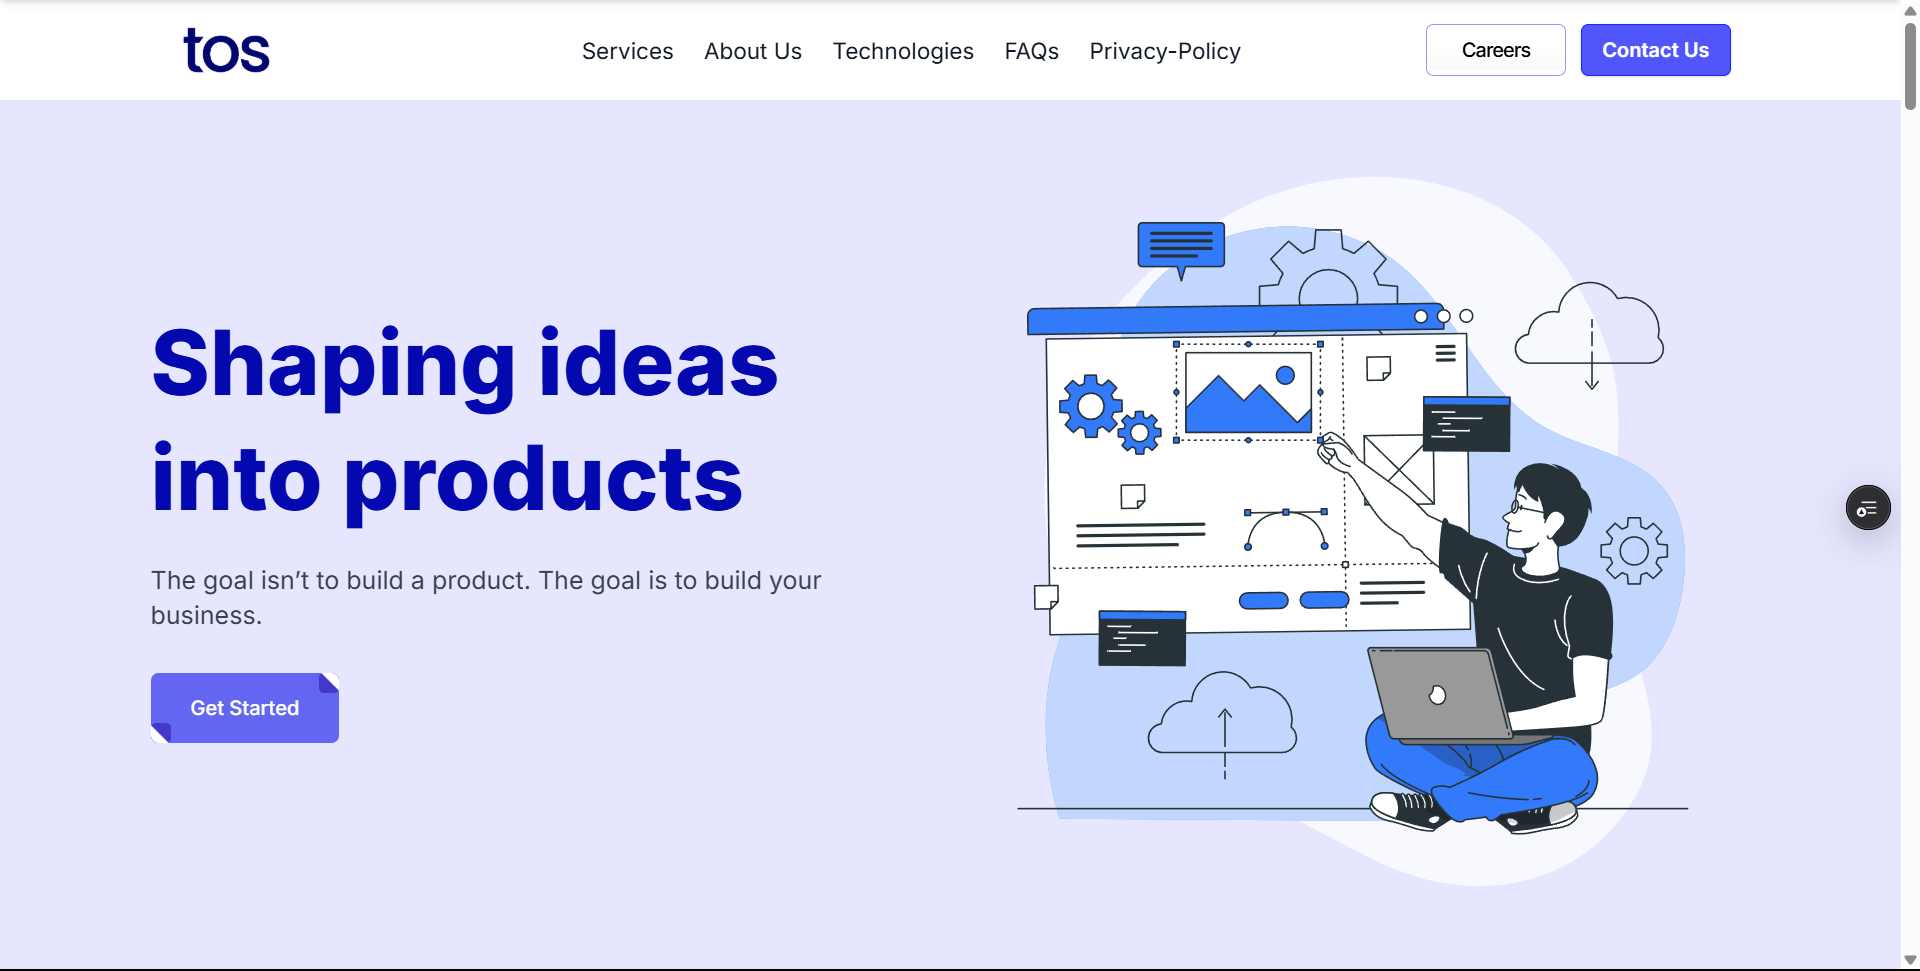 tos
Services About Us Technologies FAQs Privacy-Policy
Careers
Contact Us
Shaping ideas
into products
The goal isn’t to build a product. The goal is to build your
business.
Get Started